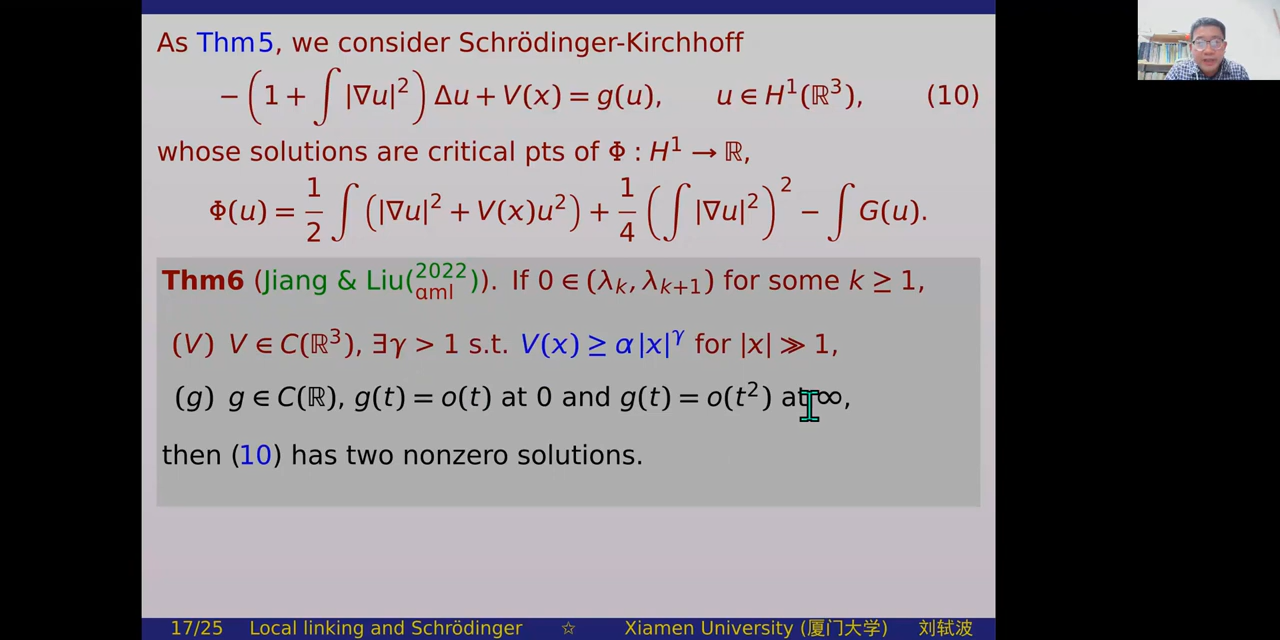 As Thm5, we consider Schrödinger-Kirchhoff
− (1 + ∫ |∇u|²) Δu + V(x) = g(u), u ∈ H¹(ℝ³), (10)
whose solutions are critical pts of Φ : H¹ → ℝ,
Φ(u) = 1/2 ∫ (|∇u|² + V(x)u²) + 1/4 (∫ |∇u|²)² − ∫ G(u).
Thm6 (Jiang & Liu(2022 aml)). If 0 ∈ (λₖ, λₖ₊₁) for some k ≥ 1,
(V) V ∈ C(ℝ³), ∃γ > 1 s.t. V(x) ≥ α|x|^γ for |x| ≫ 1,
(g) g ∈ C(ℝ), g(t) = o(t) at 0 and g(t) = o(t²) at ∞,
then (10) has two nonzero solutions.
17/25 Local linking and Schrödinger ☆ Xiamen University (厦门大学) 刘轼波